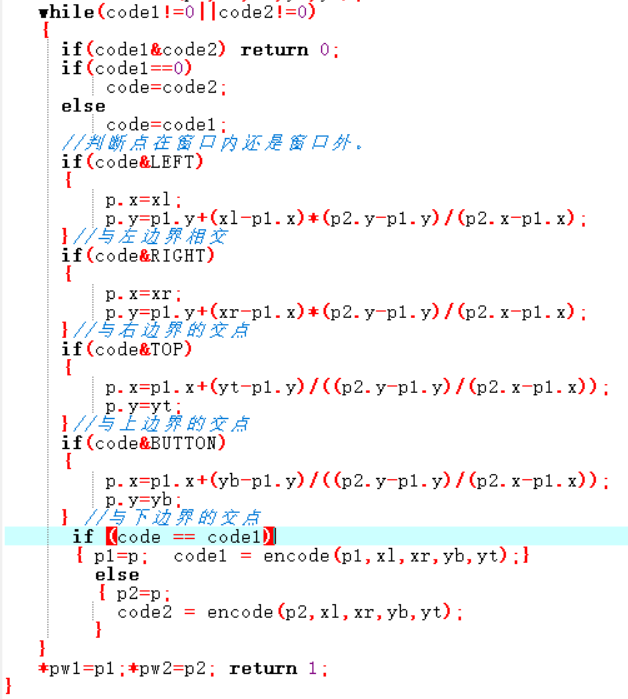 while(code1!=0||code2!=0)
{
if(code1&code2) return 0;
if(code1==0)
code=code2;
else
code=code1;
//判断点在窗口内还是窗口外。
if(code&LEFT)
{
p.x=xl;
p.y=p1.y+(xl-p1.x)*(p2.y-p1.y)/(p2.x-p1.x);
}//与左边界相交
if(code&RIGHT)
{
p.x=xr;
p.y=p1.y+(xr-p1.x)*(p2.y-p1.y)/(p2.x-p1.x);
}//与右边界的交点
if(code&TOP)
{
p.x=p1.x+(yt-p1.y)/((p2.y-p1.y)/(p2.x-p1.x));
p.y=yt;
}//与上边界的交点
if(code&BUTTON)
{
p.x=p1.x+(yb-p1.y)/((p2.y-p1.y)/(p2.x-p1.x));
p.y=yb;
} //与下边界的交点
if (code == code1)
{ p1=p; code1 = encode(p1,xl,xr,yb,yt);}
else
{ p2=p;
code2 = encode(p2,xl,xr,yb,yt);
}
}
*pw1=p1;*pw2=p2; return 1;
}